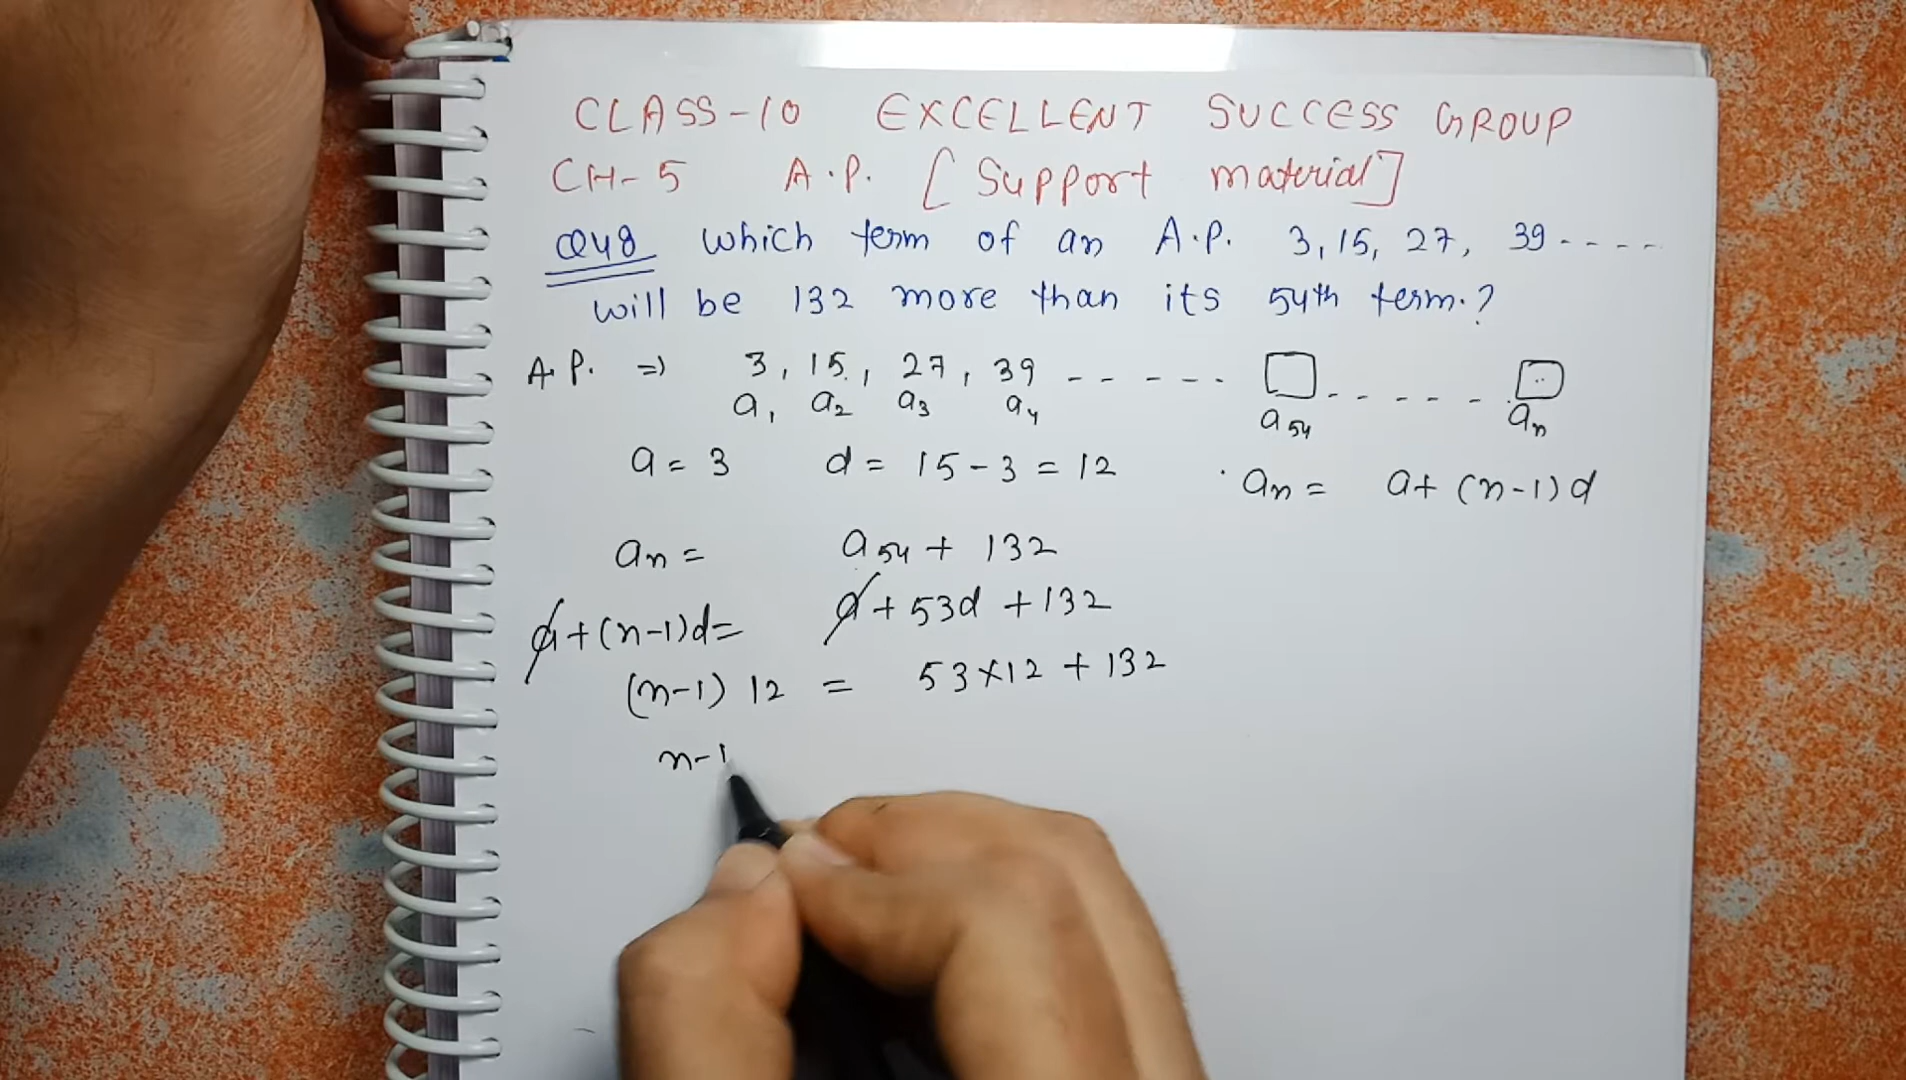 CLASS-10 EXCELLENT SUCCESS GROUP
CH-5 A.P. [Support material]
Q48 Which term of an A.P. 3, 15, 27, 39 - - - -
will be 132 more than its 54th term.?
A.P. => 3, 15, 27, 39 - - - - - - □ - - - - - □
a₁ a₂ a₃ a₄ a₅₄ aₙ
a = 3 d = 15 - 3 = 12 aₙ = a + (n-1)d
aₙ = a₅₄ + 132
a+(n-1)d = a + 53d + 132
(n-1) 12 = 53×12 + 132
n-1